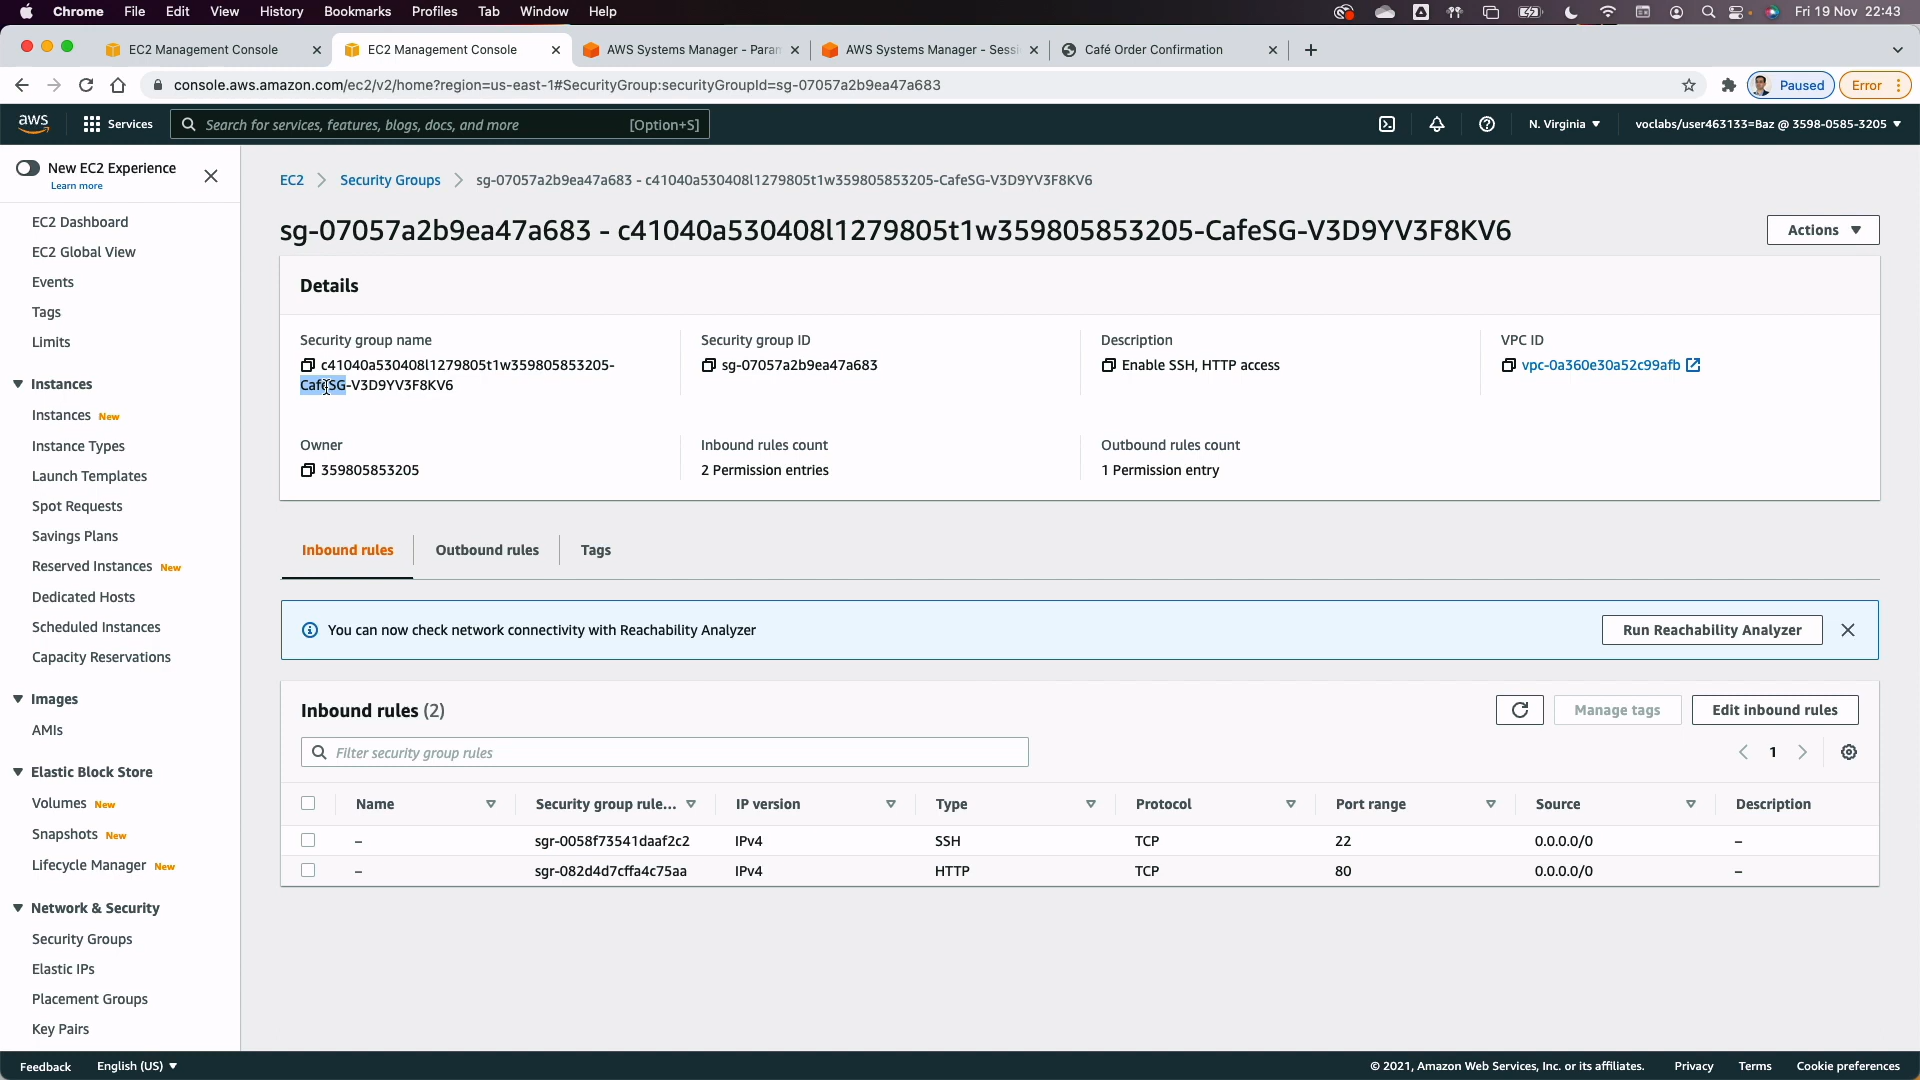 Chrome File Edit View History Bookmarks Profiles Tab Window Help Fri 19 Nov 22:43
EC2 Management Console EC2 Management Console AWS Systems Manager - Param AWS Systems Manager - Sessi Café Order Confirmation
console.aws.amazon.com/ec2/v2/home?region=us-east-1#SecurityGroup:securityGroupId=sg-07057a2b9ea47a683 Paused Error
aws Services Search for services, features, blogs, docs, and more [Option+S] N. Virginia voclabs/user463133=Baz @ 3598-0585-3205
New EC2 Experience
Learn more
EC2 Dashboard
EC2 Global View
Events
Tags
Limits
Instances
Instances New
Instance Types
Launch Templates
Spot Requests
Savings Plans
Reserved Instances New
Dedicated Hosts
Scheduled Instances
Capacity Reservations
Images
AMIs
Elastic Block Store
Volumes New
Snapshots New
Lifecycle Manager New
Network & Security
Security Groups
Elastic IPs
Placement Groups
Key Pairs
EC2 Security Groups sg-07057a2b9ea47a683 - c41040a530408l1279805t1w359805853205-CafeSG-V3D9YV3F8KV6
sg-07057a2b9ea47a683 - c41040a530408l1279805t1w359805853205-CafeSG-V3D9YV3F8KV6 Actions
Details
Security group name Security group ID Description VPC ID
c41040a530408l1279805t1w359805853205- sg-07057a2b9ea47a683 Enable SSH, HTTP access vpc-0a360e30a52c99afb
CafeSG-V3D9YV3F8KV6
Owner Inbound rules count Outbound rules count
359805853205 2 Permission entries 1 Permission entry
Inbound rules Outbound rules Tags
You can now check network connectivity with Reachability Analyzer Run Reachability Analyzer
Inbound rules (2) Manage tags Edit inbound rules
Filter security group rules 1
Name Security group rule... IP version Type Protocol Port range Source Description
– sgr-0058f73541daaf2c2 IPv4 SSH TCP 22 0.0.0.0/0 –
– sgr-082d4d7cffa4c75aa IPv4 HTTP TCP 80 0.0.0.0/0 –
Feedback English (US) © 2021, Amazon Web Services, Inc. or its affiliates. Privacy Terms Cookie preferences